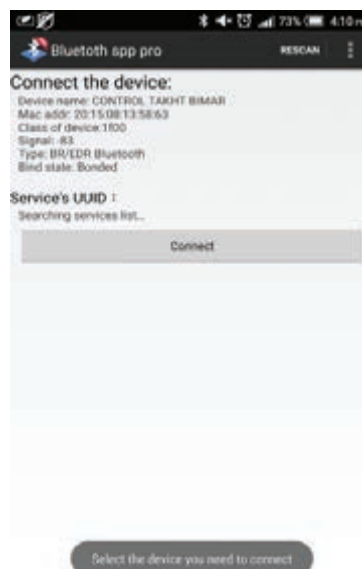 73% 4:10 m
Bluetoth spp pro RESCAN
Connect the device:
Device name: CONTROL TAKHT BIMAR
Mac addr: 20:15:08:13:58:63
Class of device:1f00
Signal: -83
Type: BR/EDR Bluetooth
Bind state: Bonded
Service's UUID :
Searching services list...
Connect
Select the device you need to connect